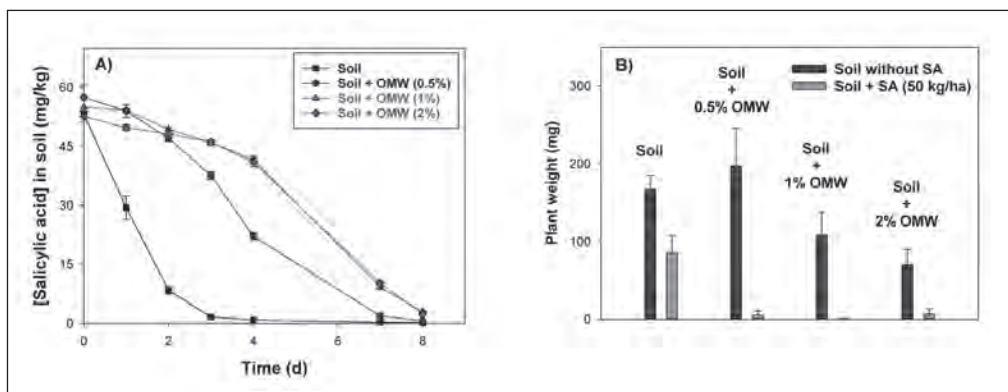 A)
Soil
Soil + OMW (0.5%)
Soil + OMW (1%)
Soil + OMW (2%)
[Salicylic acid] in soil (mg/kg)
60
45
30
15
0
0
2
4
6
8
Time (d)
B)
Soil without SA
Soil + SA (50 kg/ha)
Plant weight (mg)
300
200
100
0
Soil
Soil
+
0.5% OMW
Soil
+
1% OMW
Soil
+
2% OMW